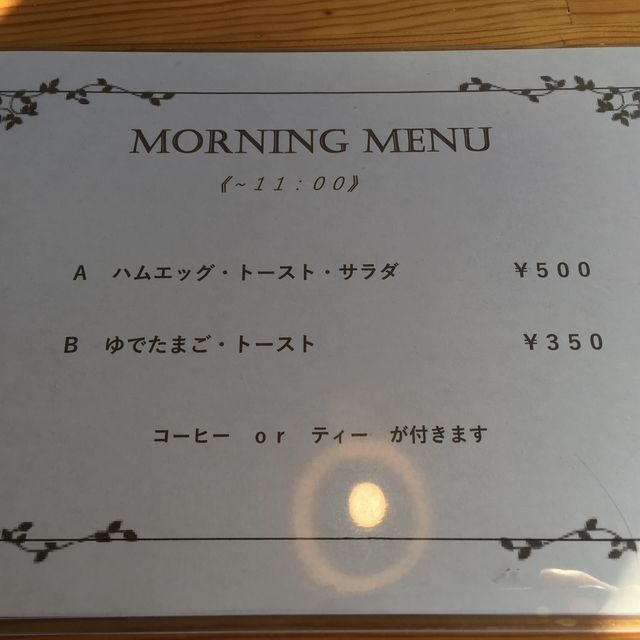 MORNING MENU
《~11:00》
A ハムエッグ・トースト・サラダ ￥500
B ゆでたまご・トースト ￥350
コーヒー or ティー が付きます